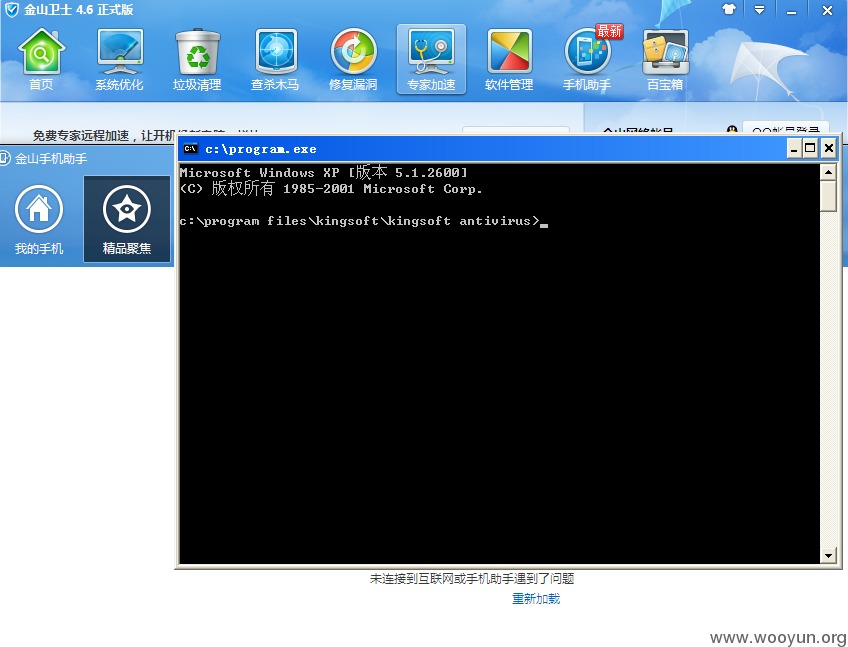 金山卫士 4.6 正式版
最新
首页 系统优化 垃圾清理 查杀木马 修复漏洞 专家加速 软件管理 手机助手 百宝箱
免费专家远程加速，让开机
金山网络帐号 QQ帐号登录
金山手机助手
我的手机 精品聚焦
c:\program.exe
Microsoft Windows XP [版本 5.1.2600]
(C) 版权所有 1985-2001 Microsoft Corp.
c:\program files\kingsoft\kingsoft antivirus>
未连接到互联网或手机助手遇到了问题
重新加载
www.wooyun.org